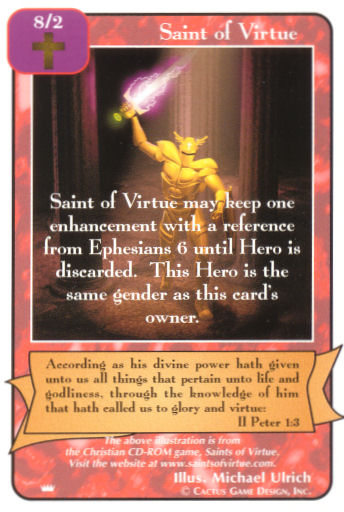 8/2
Saint of Virtue
Saint of Virtue may keep one
enhancement with a reference
from Ephesians 6 until Hero is
discarded. This Hero is the
same gender as this card's
owner.
According as his divine power hath given
unto us all things that pertain unto life and
godliness, through the knowledge of him
that hath called us to glory and virtue:
II Peter 1:3
The above illustration is from
the Christian CD-ROM game, Saints of Virtue.
Visit the website at www.saintsofvirtue.com.
Illus. Michael Ulrich
© Cactus Game Design, Inc.